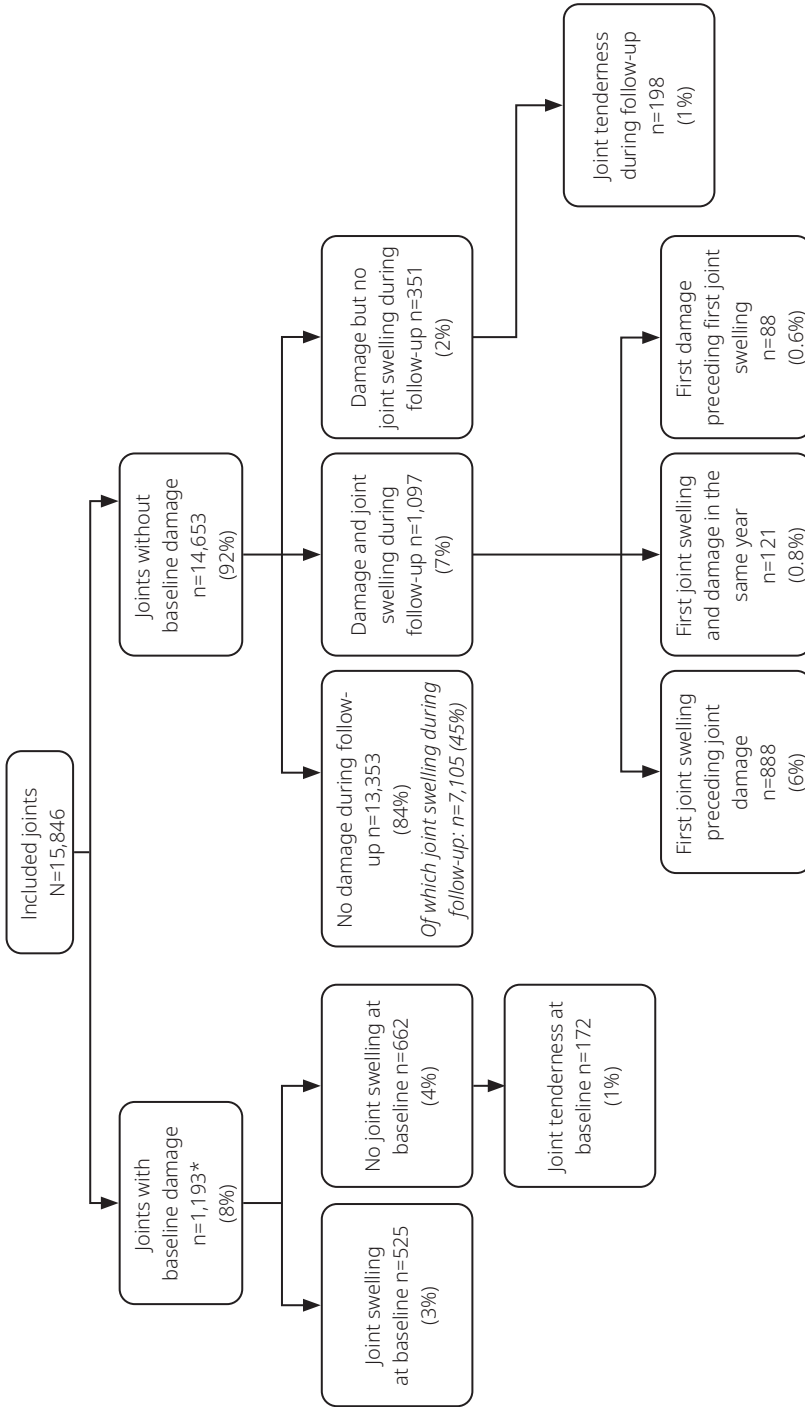 Included joints
N=15,846
Joints with
baseline damage
n=1,193*
(8%)
Joints without
baseline damage
n=14,653
(92%)
Joint swelling
at baseline n=525
(3%)
No joint swelling at
baseline n=662
(4%)
No damage during follow-
up n=13,353
(84%)
Of which joint swelling during
follow-up: n=7,105 (45%)
Damage and joint
swelling during
follow-up n=1,097
(7%)
Damage but no
joint swelling during
follow-up n=351
(2%)
Joint tenderness at
baseline n=172
(1%)
Joint tenderness
during follow-up
n=198
(1%)
First joint swelling
preceding joint
damage
n=888
(6%)
First joint swelling
and damage in the
same year
n=121
(0.8%)
First damage
preceding first joint
swelling
n=88
(0.6%)